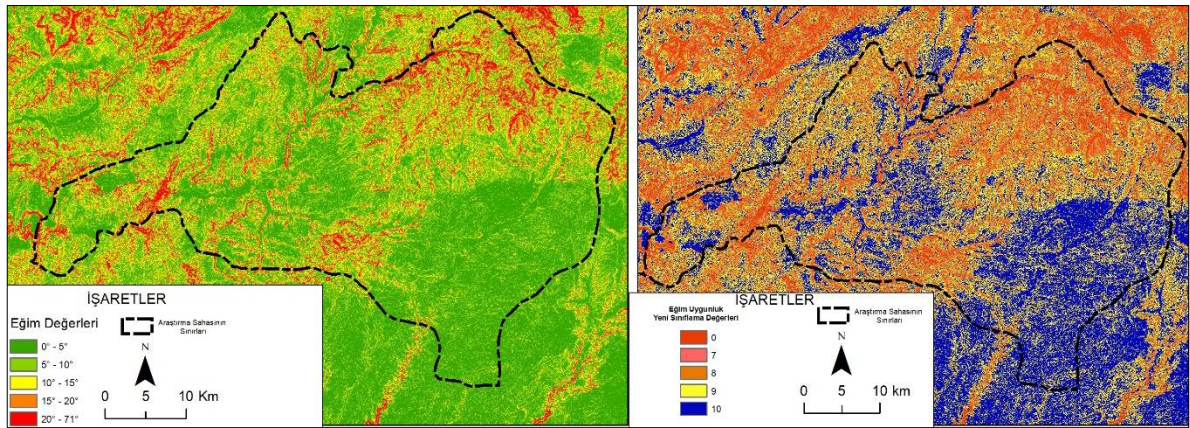 İŞARETLER
Eğim Değerleri
Araştırma Sahasının
Sınırları
0° - 5°
5° - 10°
10° - 15°
15° - 20°
20° - 71°
N
0 5 10 Km
İŞARETLER
Eğim Uygunluk
Yeni Sınıflama Değerleri
Araştırma Sahasının
Sınırları
0
7
8
9
10
N
0 5 10 Km